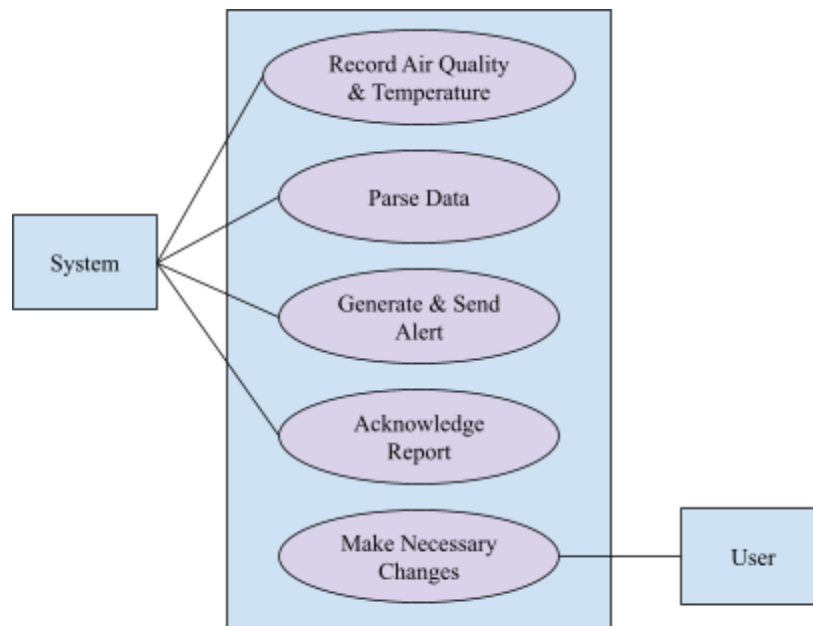 Record Air Quality
& Temperature
Parse Data
System
Generate & Send
Alert
Acknowledge
Report
Make Necessary
Changes
User